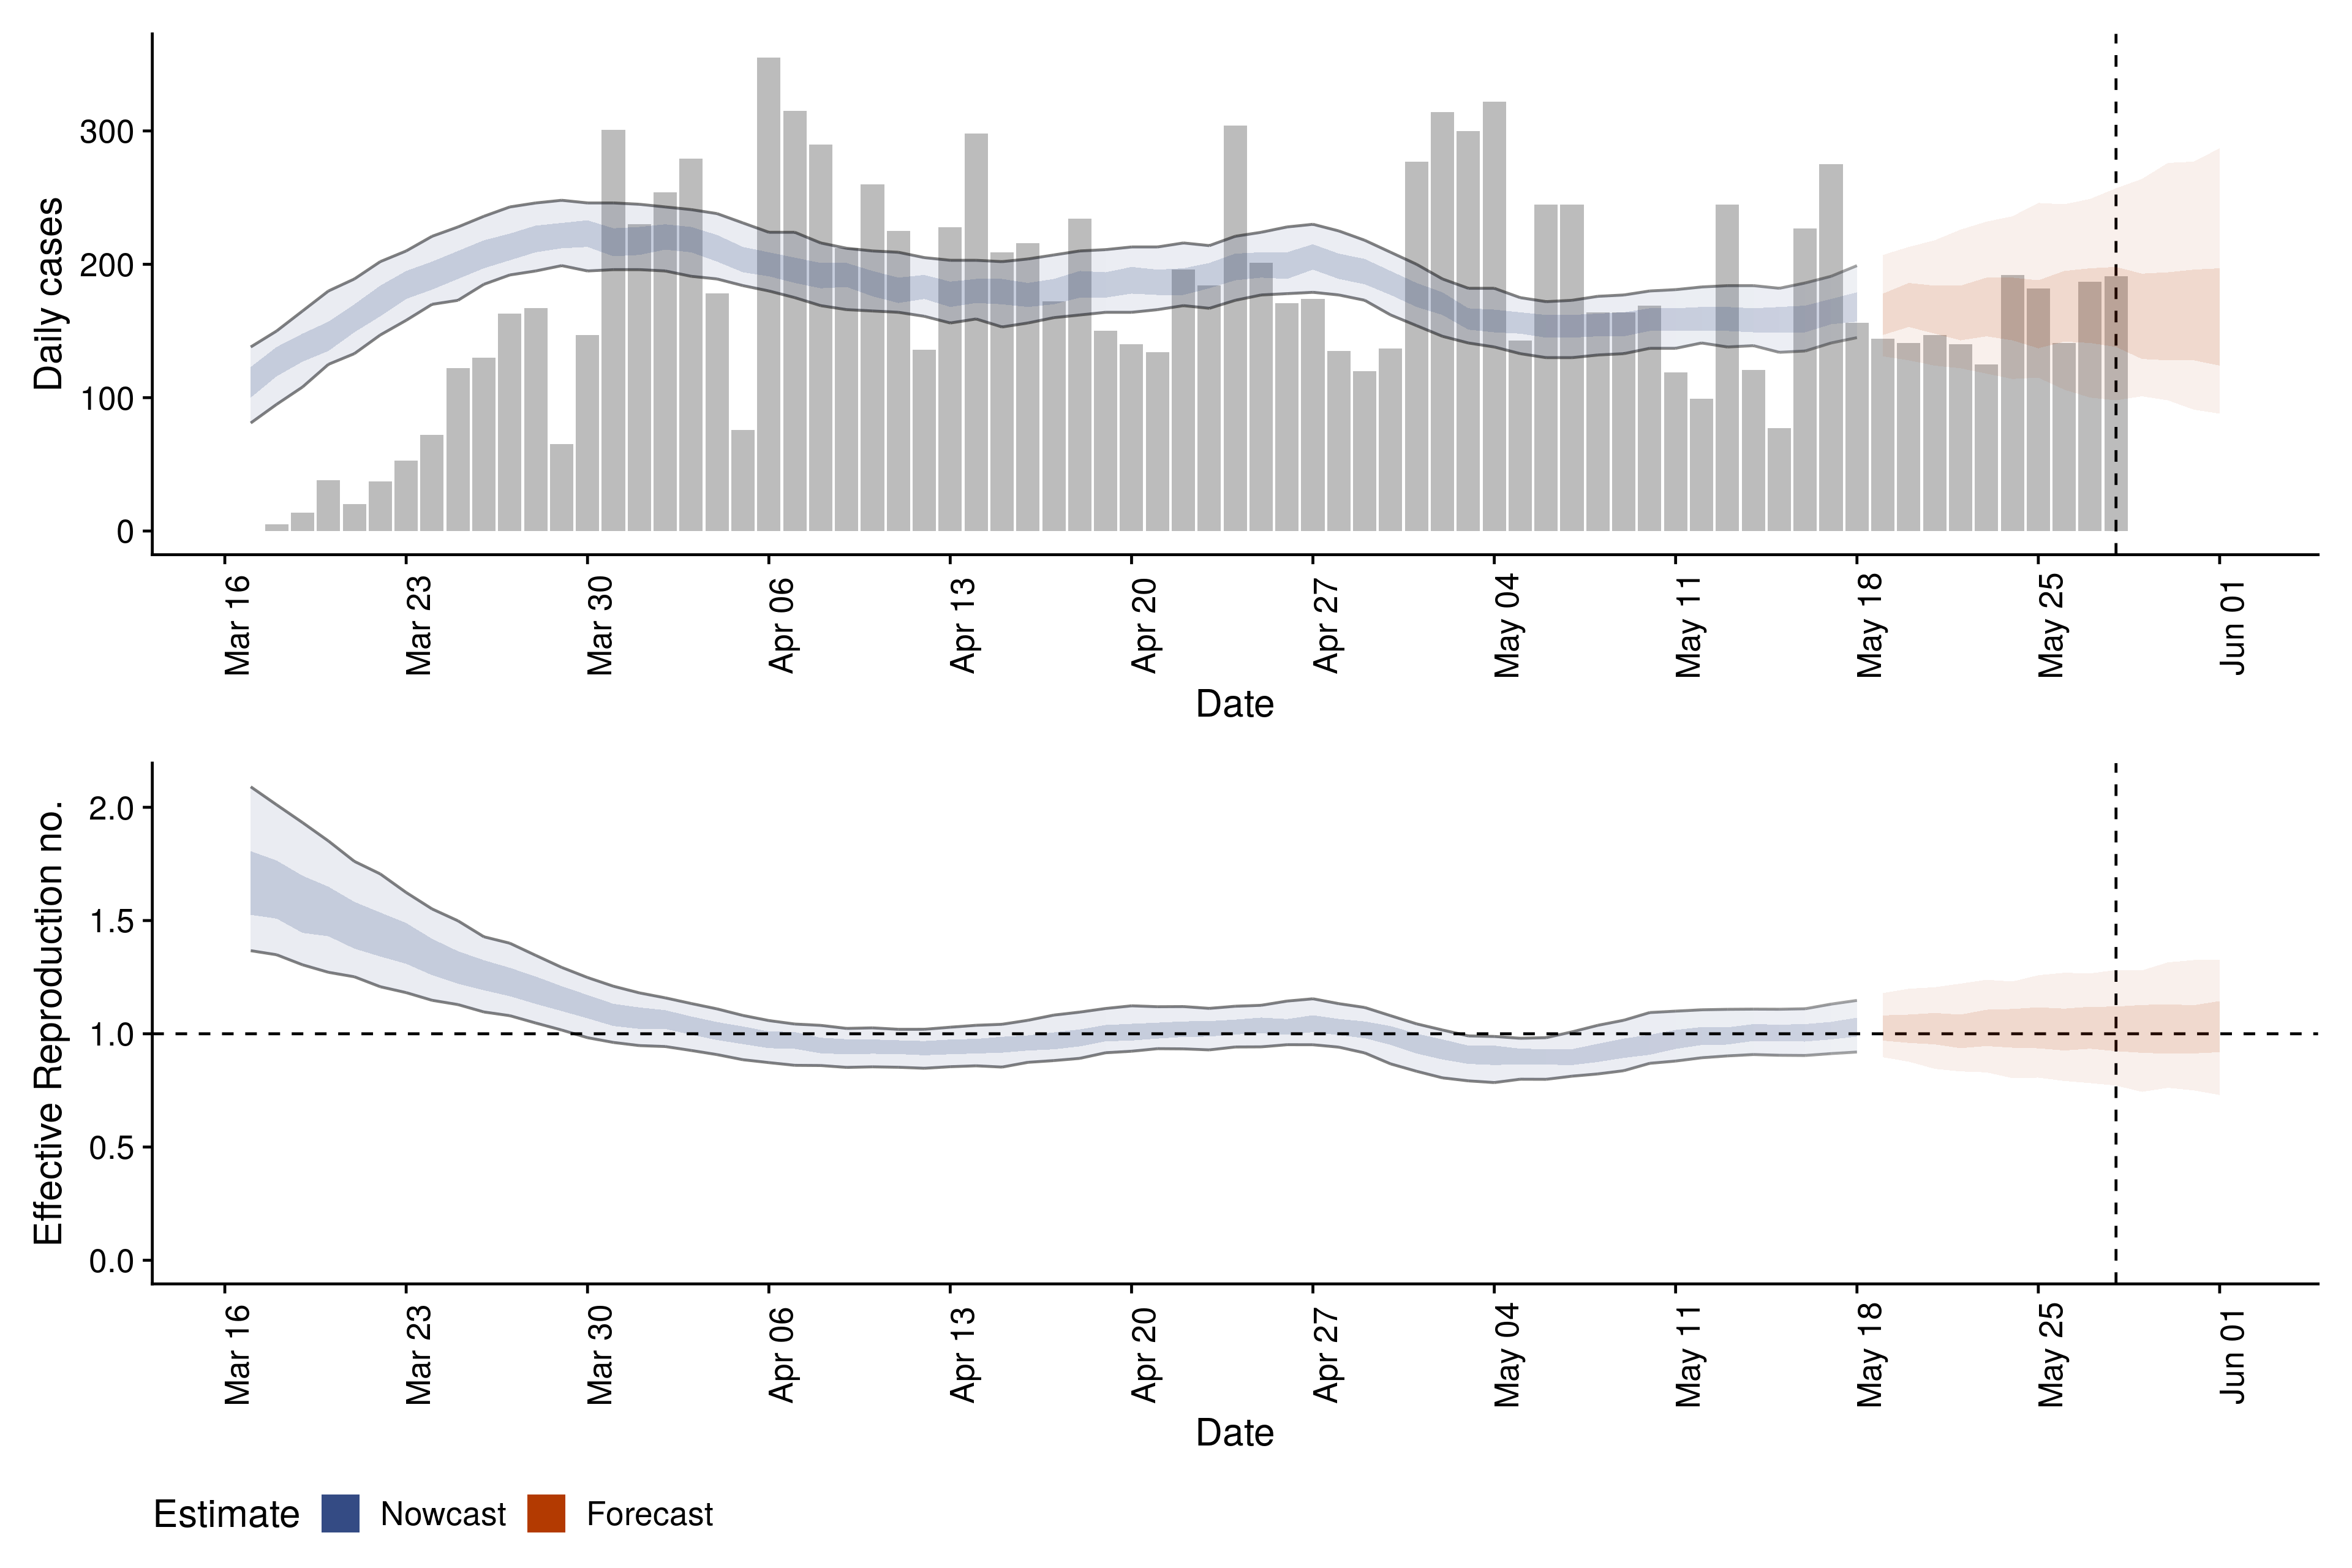 Daily cases
300
200
100
0
Mar 16
Mar 23
Mar 30
Apr 06
Apr 13
Apr 20
Apr 27
May 04
May 11
May 18
May 25
Jun 01
Date
Effective Reproduction no.
2.0
1.5
1.0
0.5
0.0
Mar 16
Mar 23
Mar 30
Apr 06
Apr 13
Apr 20
Apr 27
May 04
May 11
May 18
May 25
Jun 01
Date
Estimate Nowcast Forecast